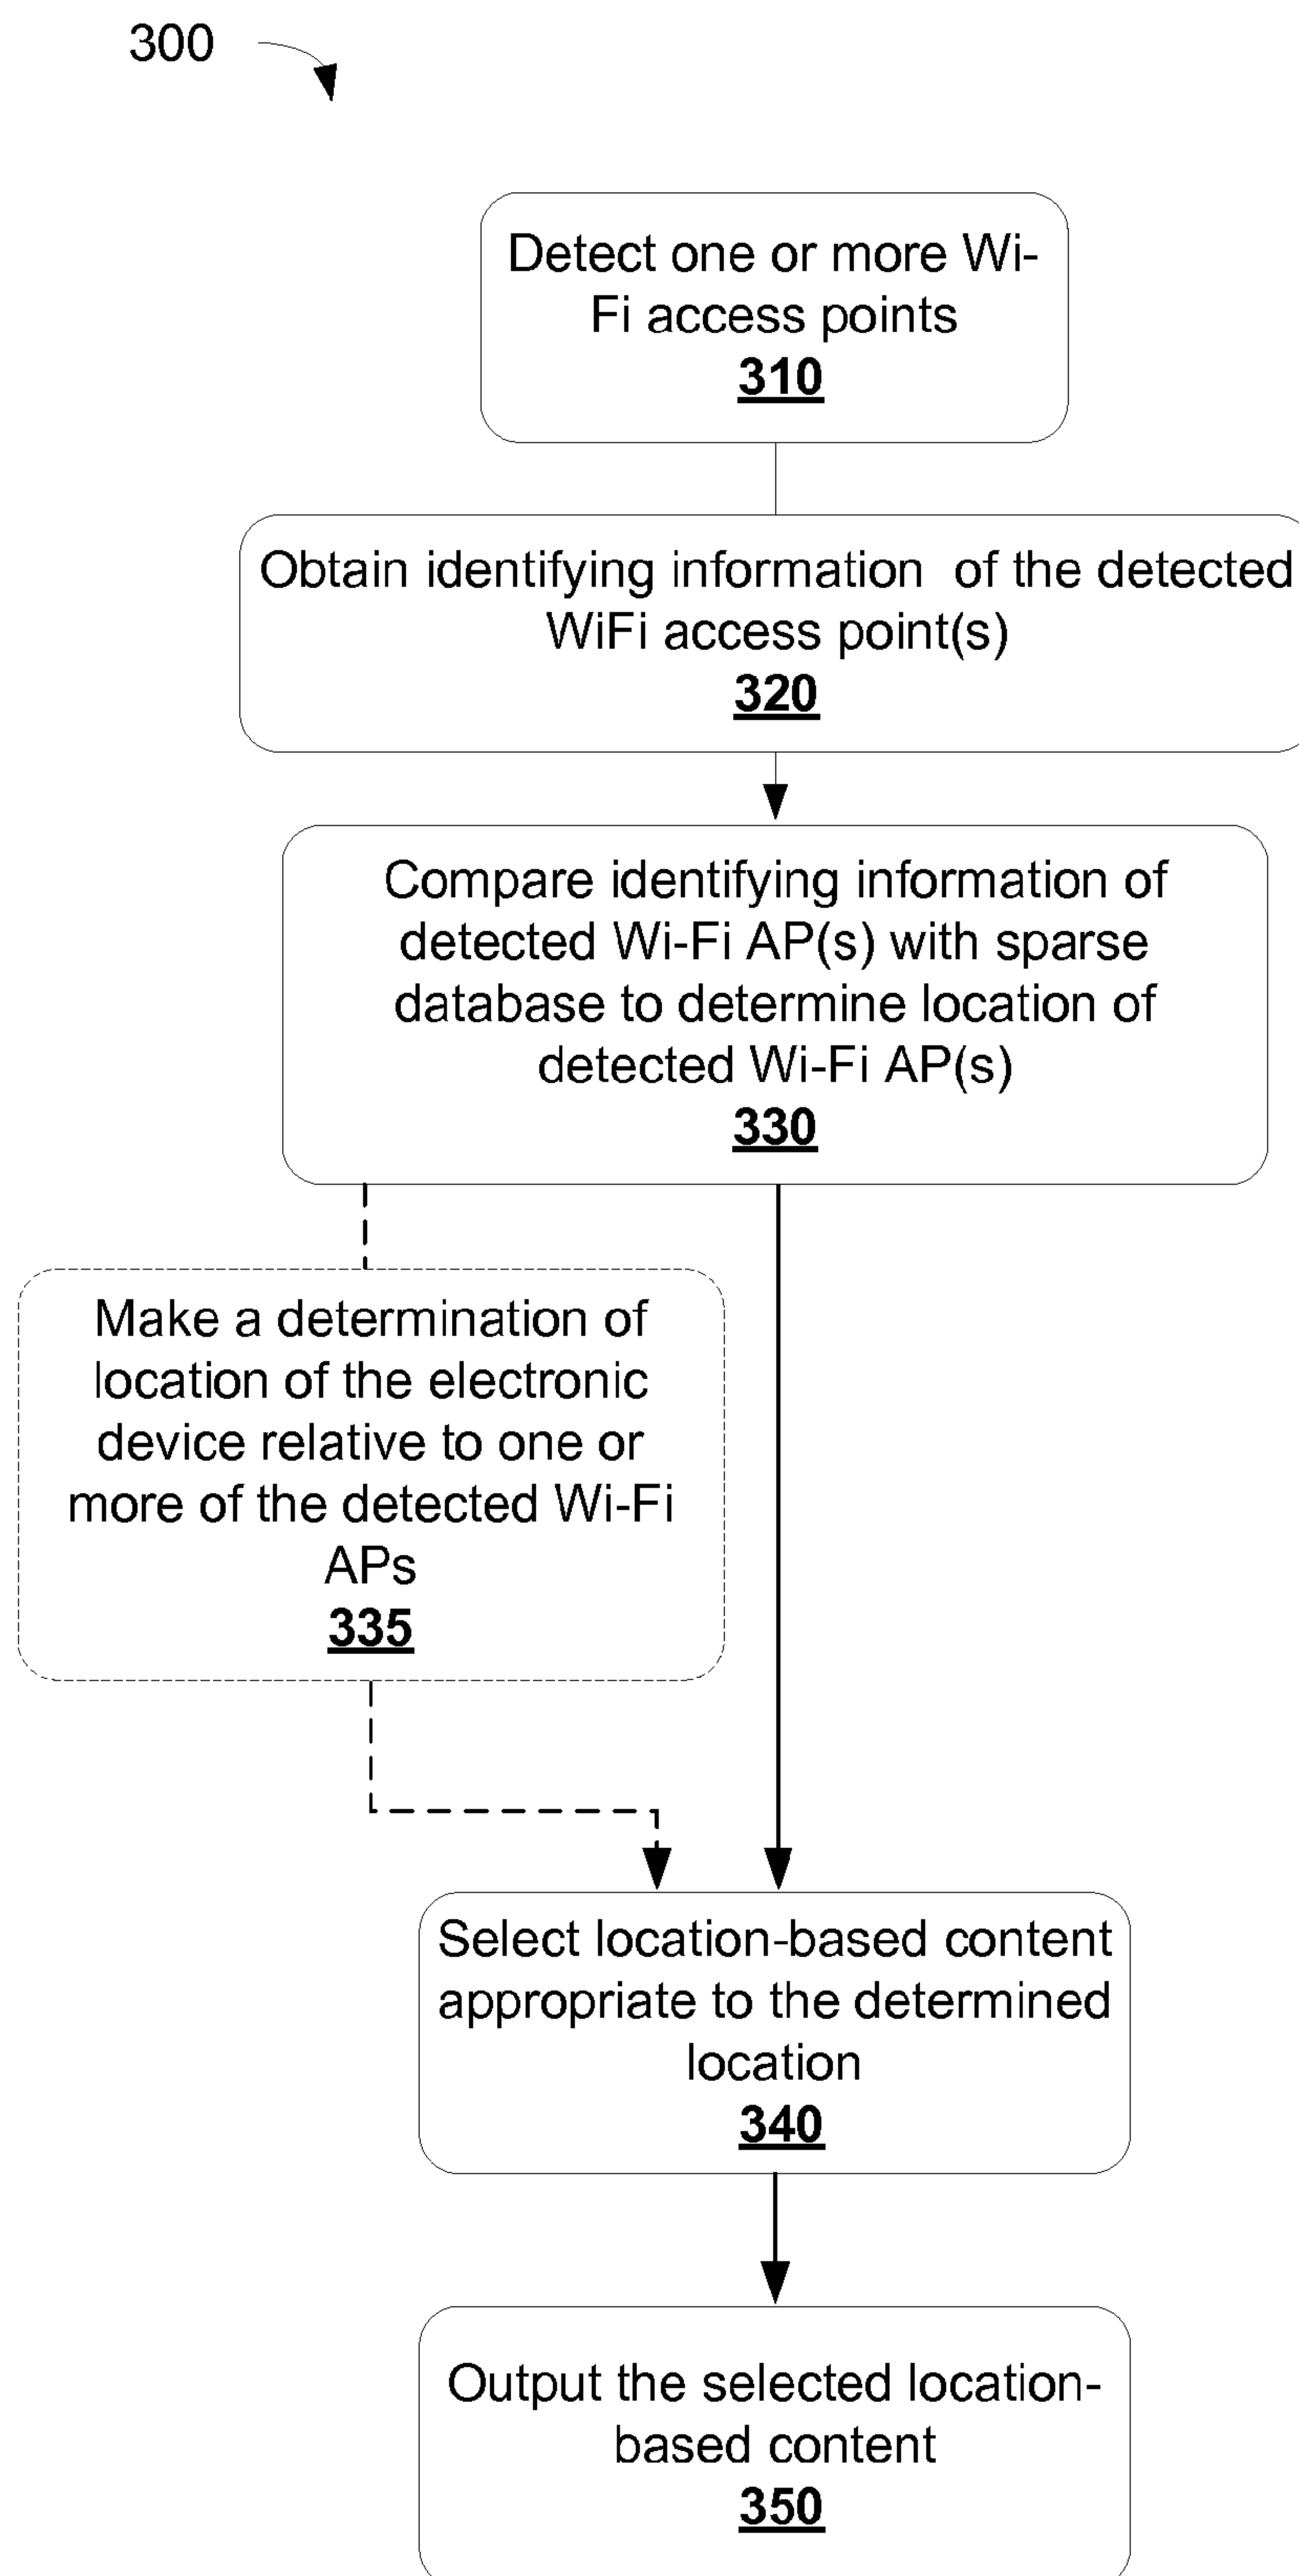 300
Detect one or more Wi-
Fi access points
310
Obtain identifying information  of the detected
WiFi access point(s)
320
Compare identifying information of
detected Wi-Fi AP(s) with sparse
database to determine location of
detected Wi-Fi AP(s)
330
Make a determination of
location of the electronic
device relative to one or
more of the detected Wi-Fi
APs
335
Select location-based content
appropriate to the determined
location
340
Output the selected location-
based content
350